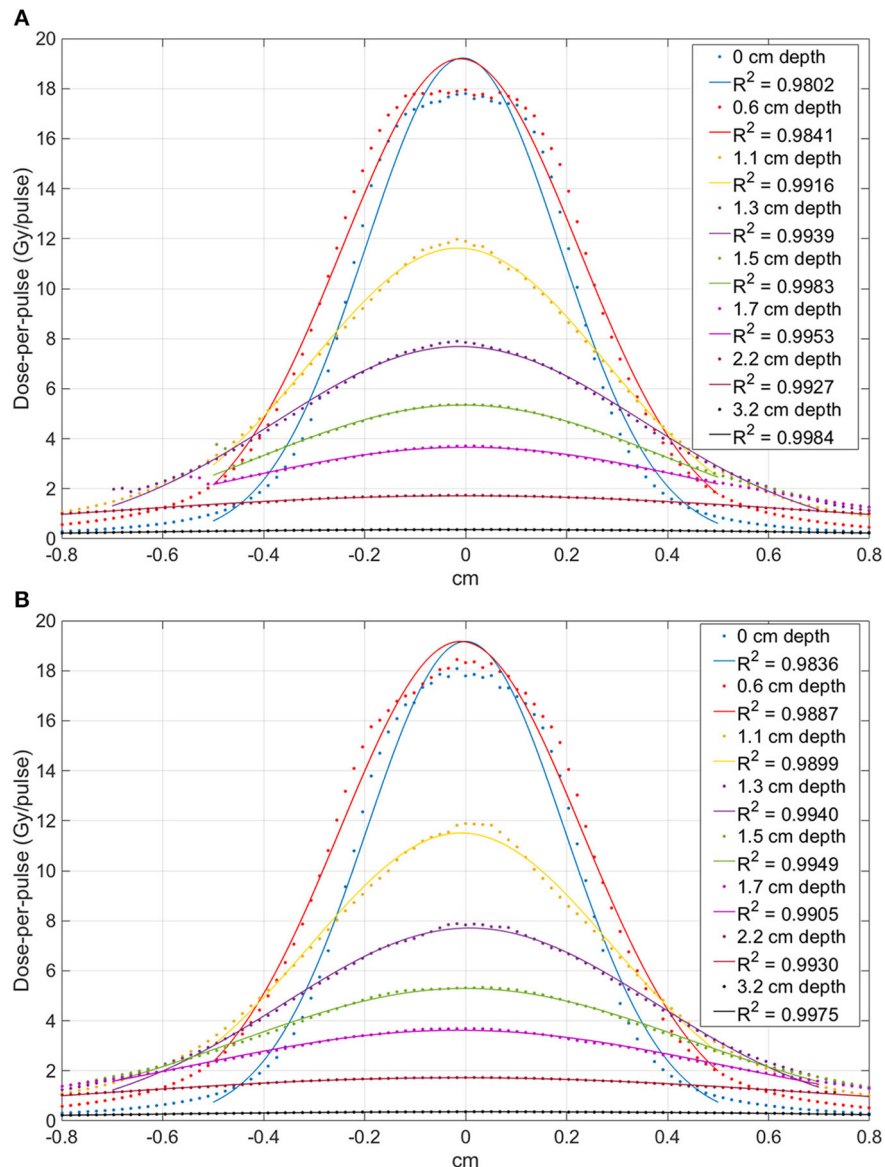 A
20
18
16
14
12
10
8
6
4
2
0
Dose-per-pulse (Gy/pulse)
-0.8 -0.6 -0.4 -0.2 0 0.2 0.4 0.6 0.8
cm
0 cm depth
R² = 0.9802
0.6 cm depth
R² = 0.9841
1.1 cm depth
R² = 0.9916
1.3 cm depth
R² = 0.9939
1.5 cm depth
R² = 0.9983
1.7 cm depth
R² = 0.9953
2.2 cm depth
R² = 0.9927
3.2 cm depth
R² = 0.9984
B
20
18
16
14
12
10
8
6
4
2
0
Dose-per-pulse (Gy/pulse)
-0.8 -0.6 -0.4 -0.2 0 0.2 0.4 0.6 0.8
cm
0 cm depth
R² = 0.9836
0.6 cm depth
R² = 0.9887
1.1 cm depth
R² = 0.9899
1.3 cm depth
R² = 0.9940
1.5 cm depth
R² = 0.9949
1.7 cm depth
R² = 0.9905
2.2 cm depth
R² = 0.9930
3.2 cm depth
R² = 0.9975